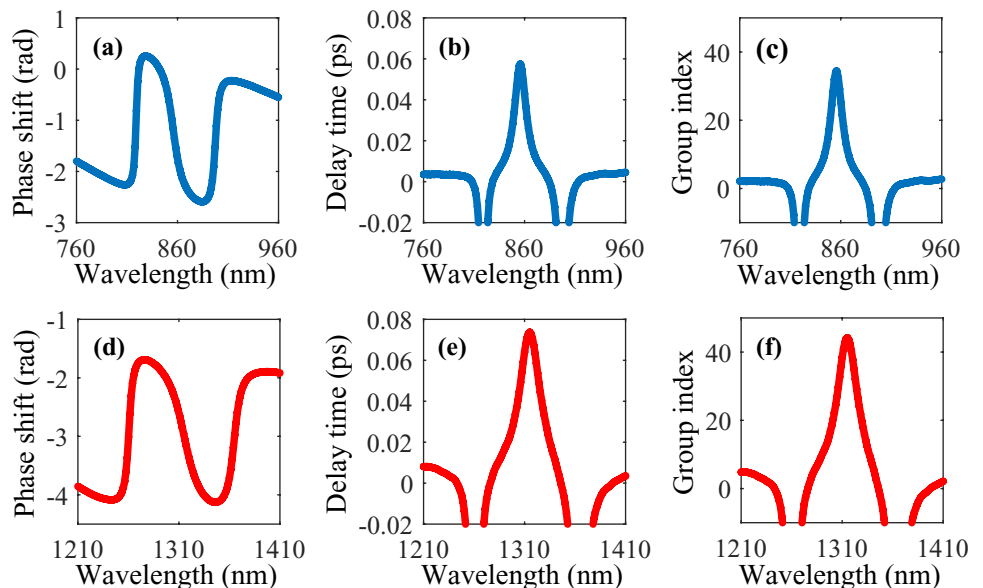 1
0
-1
-2
-3
760
860
960
Phase shift (rad)
Wavelength (nm)
(a)
0.08
0.06
0.04
0.02
0
-0.02
760
860
960
Delay time (ps)
Wavelength (nm)
(b)
40
20
0
760
860
960
Group index
Wavelength (nm)
(c)
-1
-2
-3
-4
1210
1310
1410
Phase shift (rad)
Wavelength (nm)
(d)
0.08
0.06
0.04
0.02
0
-0.02
1210
1310
1410
Delay time (ps)
Wavelength (nm)
(e)
40
20
0
1210
1310
1410
Group index
Wavelength (nm)
(f)